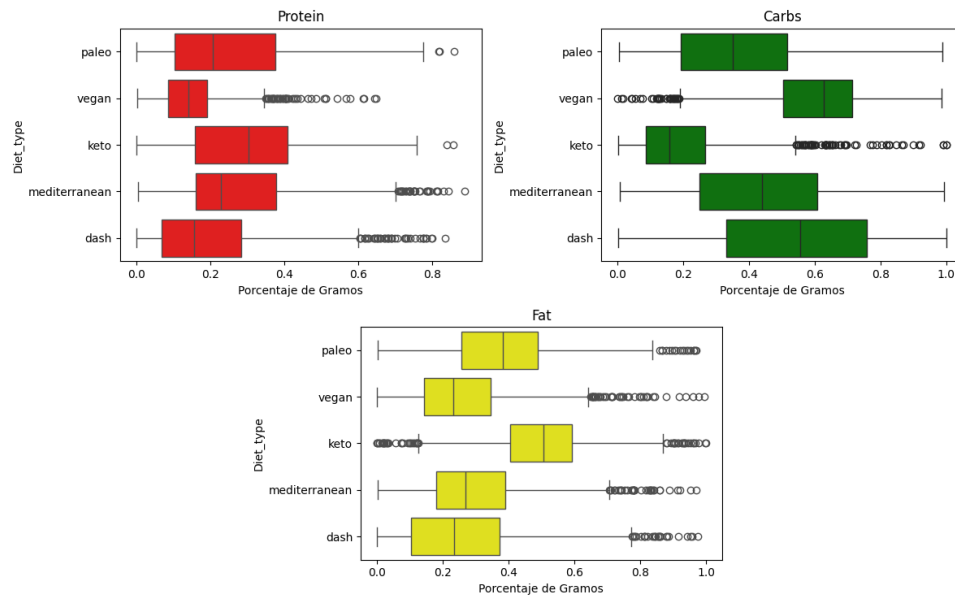 Protein
Diet_type
paleo
vegan
keto
mediterranean
dash
0.0 0.2 0.4 0.6 0.8
Porcentaje de Gramos
Carbs
Diet_type
paleo
vegan
keto
mediterranean
dash
0.0 0.2 0.4 0.6 0.8 1.0
Porcentaje de Gramos
Fat
Diet_type
paleo
vegan
keto
mediterranean
dash
0.0 0.2 0.4 0.6 0.8 1.0
Porcentaje de Gramos